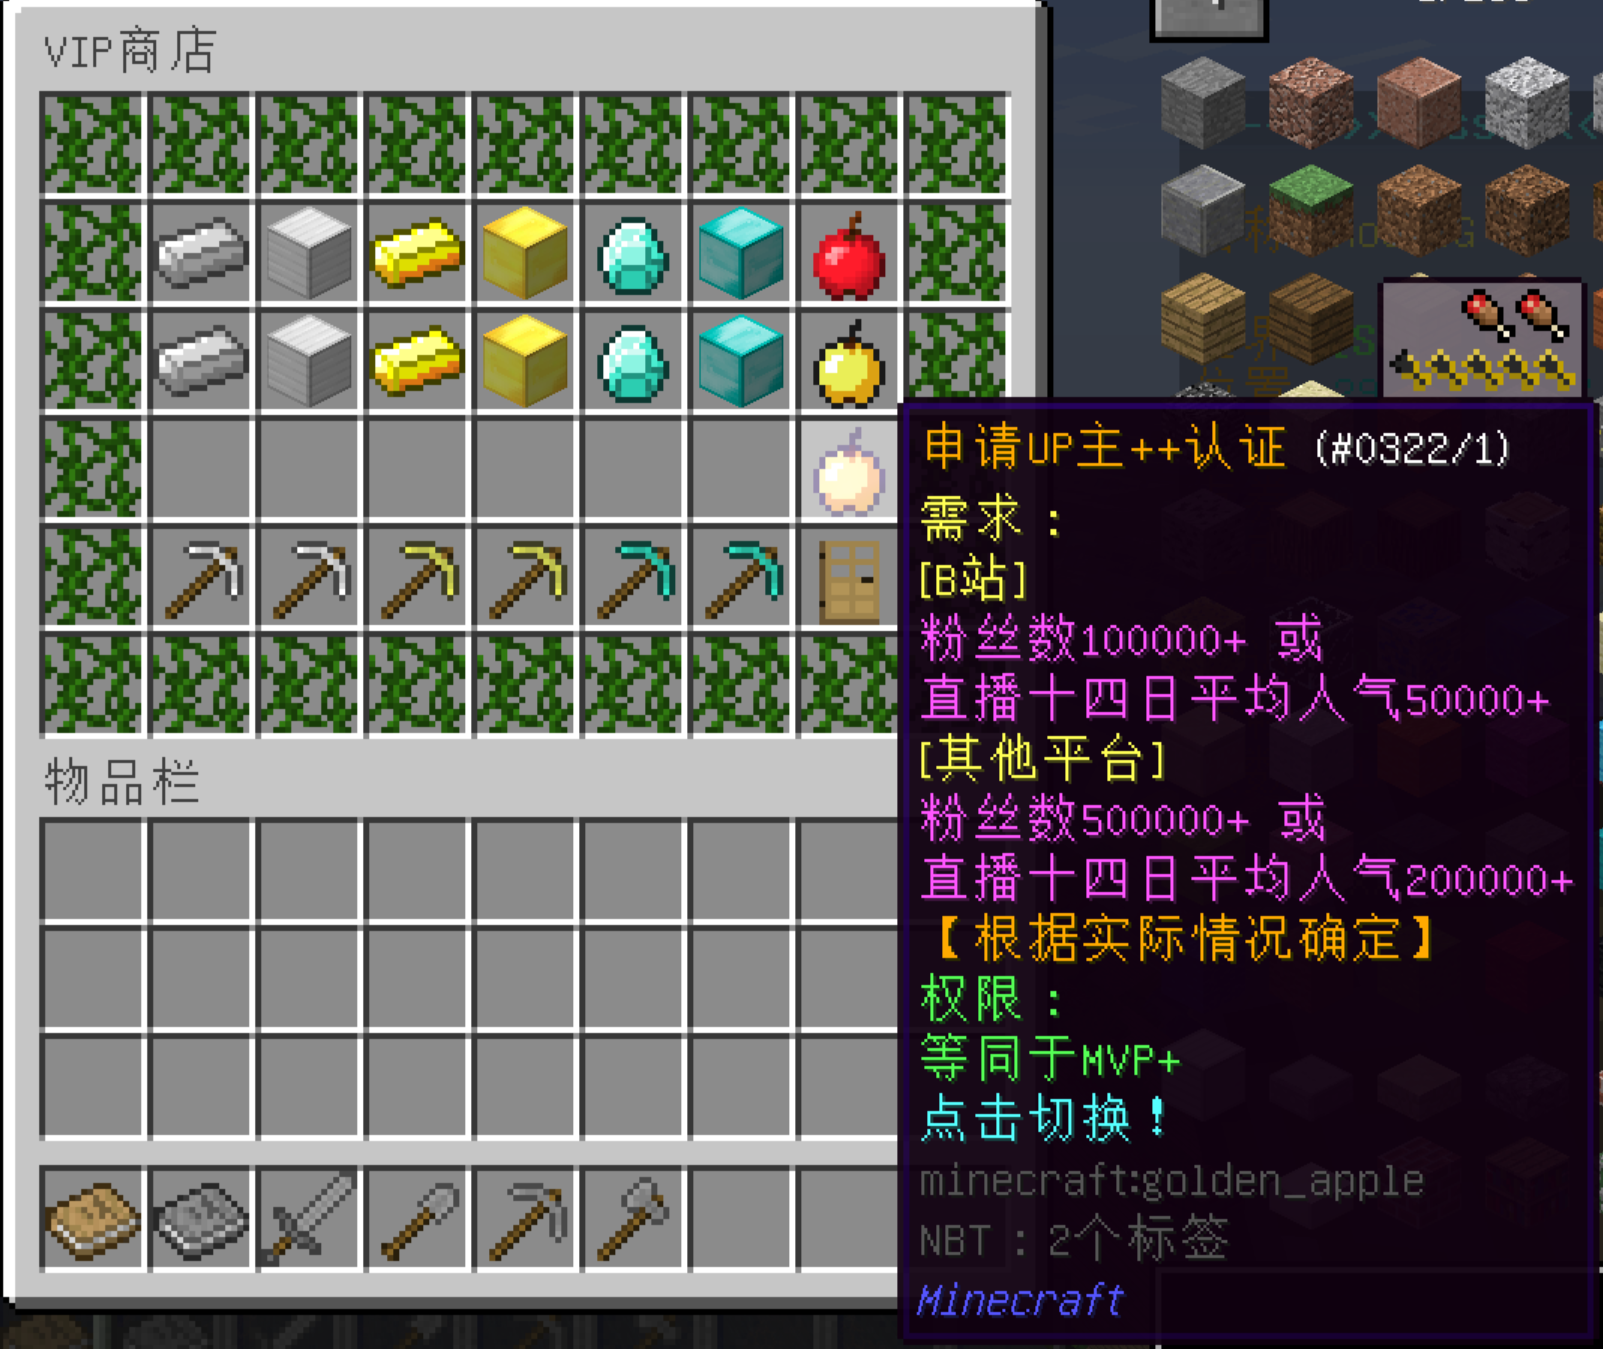 VIP商店
申请UP主++认证 (#0322/1)
需求：
[B站]
粉丝数100000+ 或
直播十四日平均人气50000+
[其他平台]
粉丝数500000+ 或
直播十四日平均人气200000+
【根据实际情况确定】
权限：
等同于MVP+
点击切换！
minecraft:golden_apple
NBT：2个标签
Minecraft
物品栏